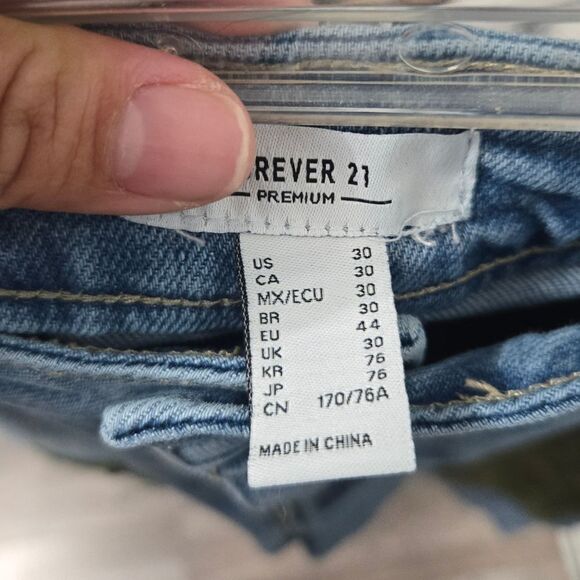 REVER 21
PREMIUM
US 30
CA 30
MX/ECU 30
BR 30
EU 44
UK 30
KR 76
JP 76
CN 170/76A
MADE IN CHINA